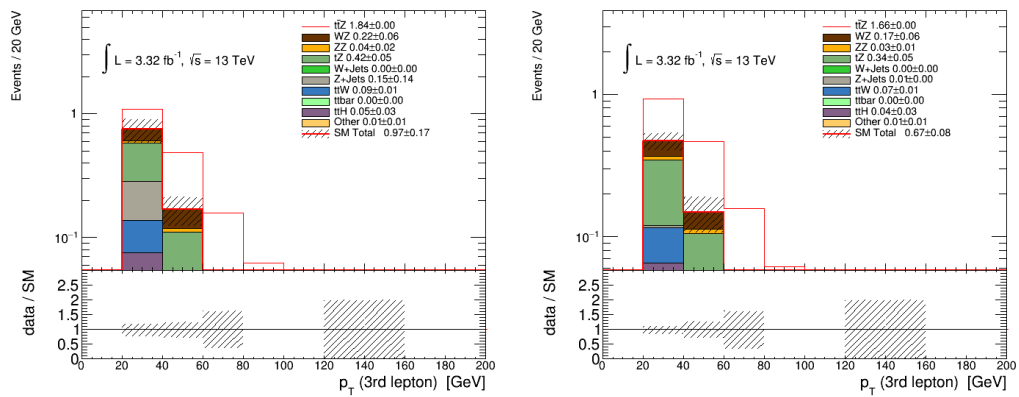 Events / 20 GeV
∫ L = 3.32 fb⁻¹, √s = 13 TeV
tt̄Z 1.84±0.00
WZ 0.22±0.06
ZZ 0.04±0.02
tZ 0.42±0.05
W+Jets 0.00±0.00
Z+Jets 0.15±0.14
ttW 0.09±0.01
ttbar 0.00±0.00
ttH 0.05±0.03
Other 0.01±0.01
SM Total 0.97±0.17
1
10⁻¹
data / SM
2.5
2
1.5
1
0.5
0
0 20 40 60 80 100 120 140 160 180 200
p_T (3rd lepton) [GeV]
Events / 20 GeV
∫ L = 3.32 fb⁻¹, √s = 13 TeV
tt̄Z 1.66±0.00
WZ 0.17±0.06
ZZ 0.03±0.01
tZ 0.34±0.05
W+Jets 0.00±0.00
Z+Jets 0.01±0.00
ttW 0.07±0.01
ttbar 0.00±0.00
ttH 0.04±0.03
Other 0.01±0.01
SM Total 0.67±0.08
1
10⁻¹
data / SM
2.5
2
1.5
1
0.5
0
0 20 40 60 80 100 120 140 160 180 200
p_T (3rd lepton) [GeV]